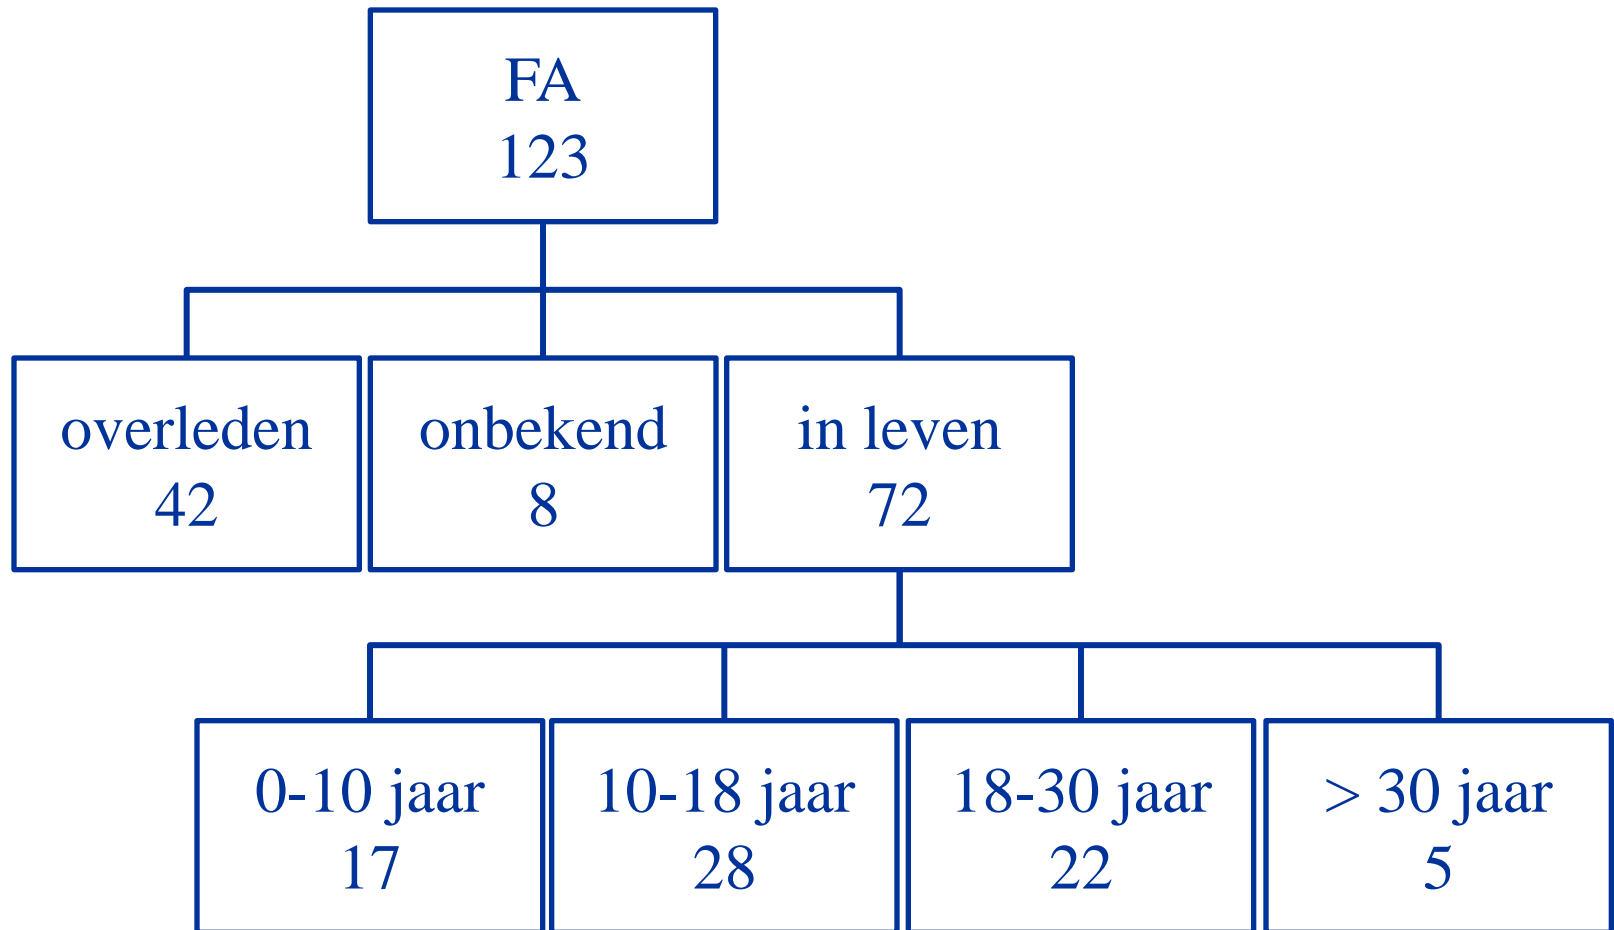 FA
123
overleden
42
onbekend
8
in leven
72
0-10 jaar
17
10-18 jaar
28
18-30 jaar
22
> 30 jaar
5